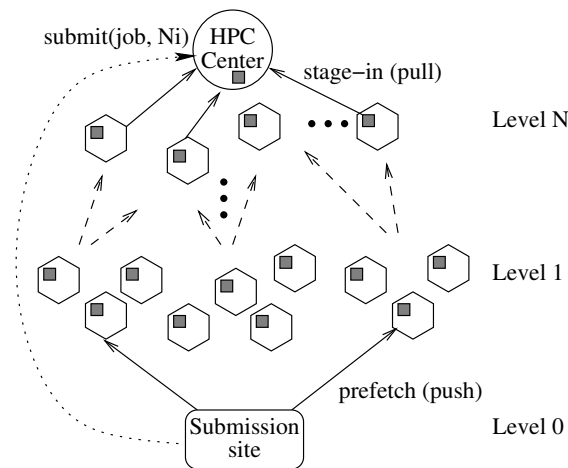 submit(job, Ni)
HPC
Center
stage−in (pull)
Level N
Level 1
prefetch (push)
Submission
site
Level 0